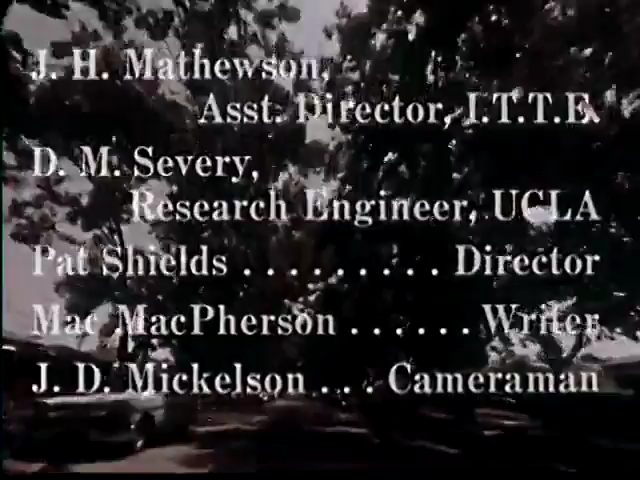 J. H. Mathewson,
Asst. Director, I.T.T.E.
D. M. Severy,
Research Engineer, UCLA
Pat Shields . . . . . . . . . Director
Mac MacPherson . . . . . . Writer
J. D. Mickelson . . . Cameraman